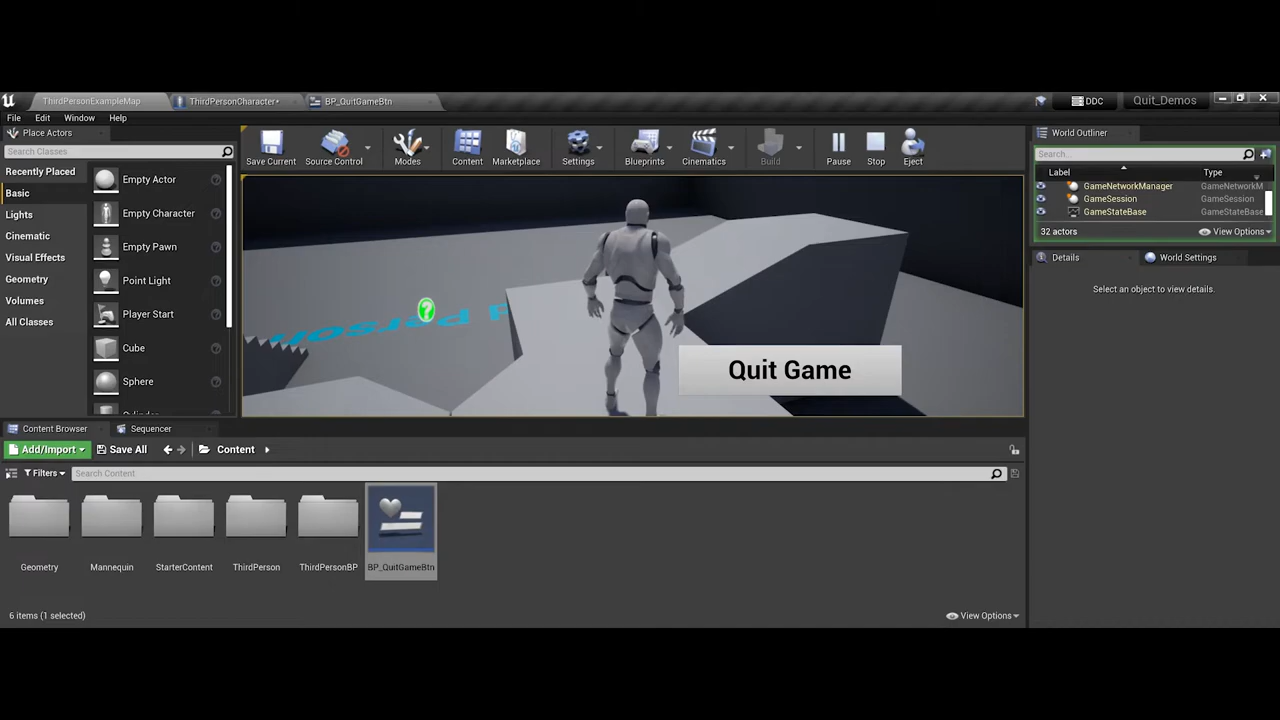 ThirdPersonExampleMap
ThirdPersonCharacter*
BP_QuitGameBtn
DDC
Quit_Demos
File Edit Window Help
Place Actors
Search Classes
Recently Placed
Basic
Lights
Cinematic
Visual Effects
Geometry
Volumes
All Classes
Empty Actor
Empty Character
Empty Pawn
Point Light
Player Start
Cube
Sphere
Cylinder
Save Current
Source Control
Modes
Content
Marketplace
Settings
Blueprints
Cinematics
Build
Pause
Stop
Eject
Quit Game
World Outliner
Search...
Label Type
GameNetworkManager GameNetworkM
GameSession GameSession
GameStateBase GameStateBase
32 actors View Options
Details
World Settings
Select an object to view details.
Content Browser
Sequencer
Add/Import Save All Content
Filters Search Content
Geometry
Mannequin
StarterContent
ThirdPerson
ThirdPersonBP
BP_QuitGameBtn
6 items (1 selected)
View Options